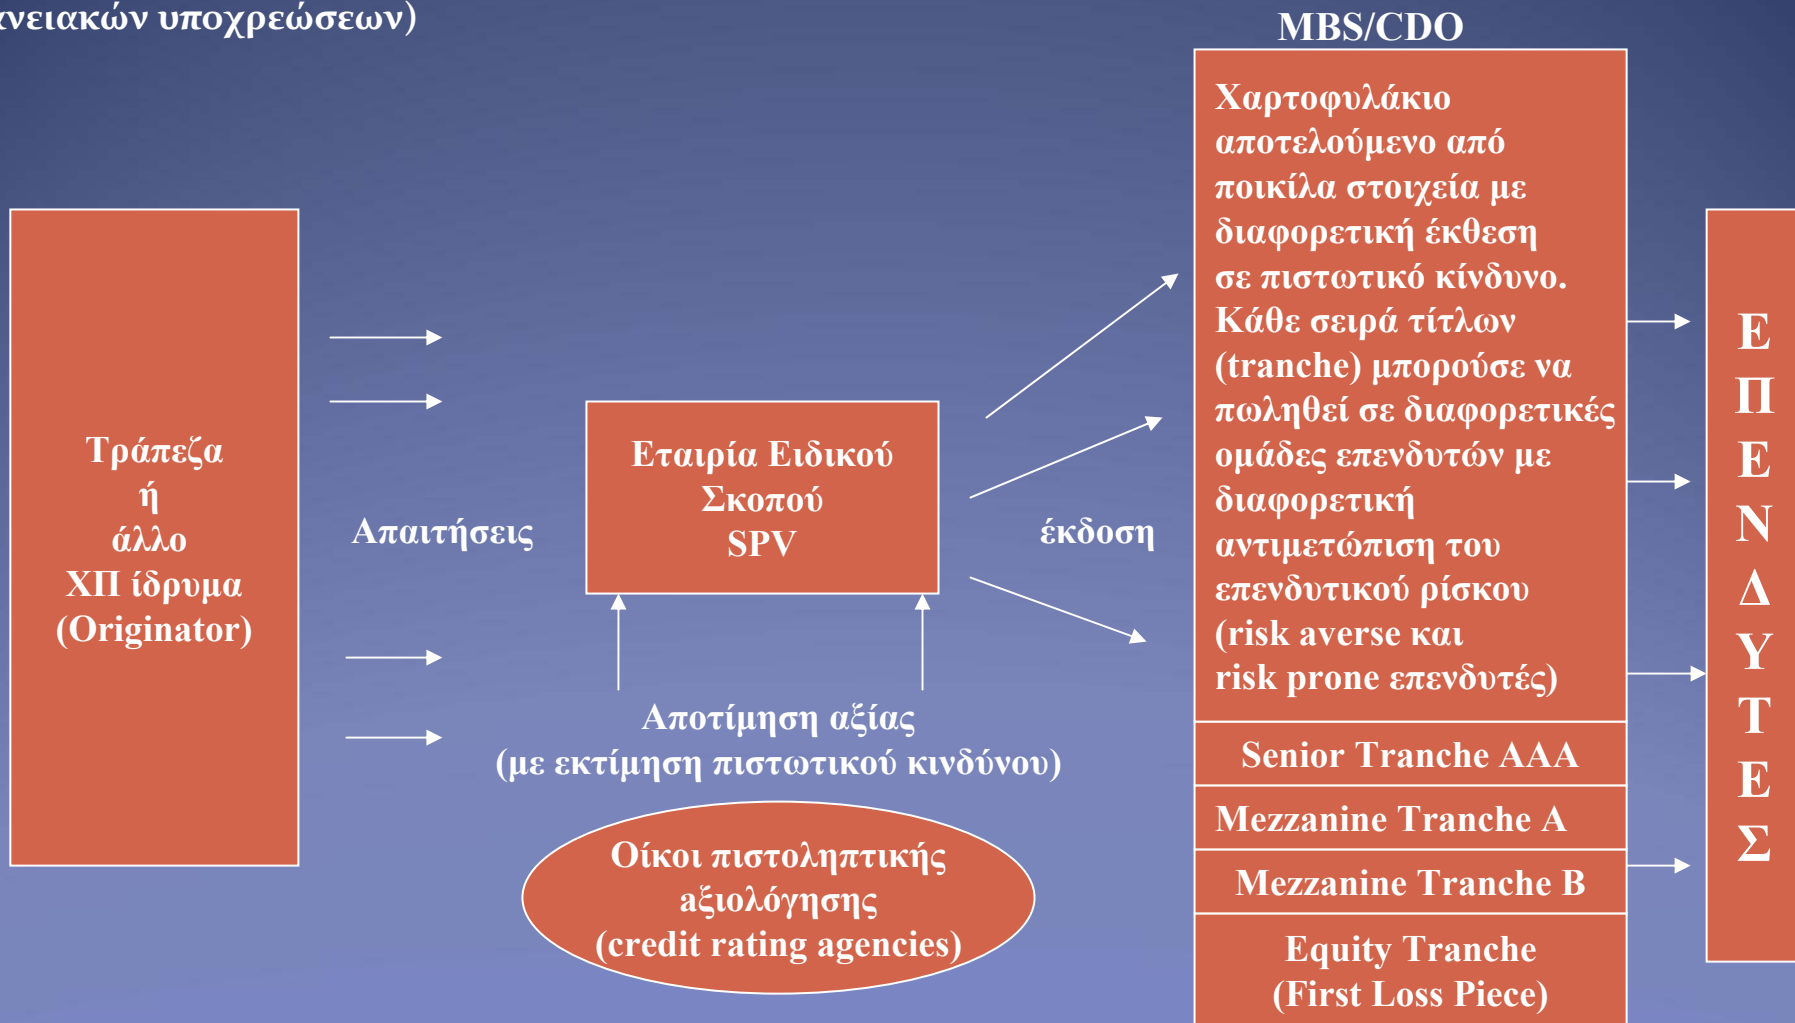 νειακών υποχρεώσεων)
MBS/CDO
Τράπεζα
ή
άλλο
ΧΠ ίδρυμα
(Originator)
Απαιτήσεις
Εταιρία Ειδικού
Σκοπού
SPV
Αποτίμηση αξίας
(με εκτίμηση πιστωτικού κινδύνου)
Οίκοι πιστοληπτικής
αξιολόγησης
(credit rating agencies)
έκδοση
Χαρτοφυλάκιο
αποτελούμενο από
ποικίλα στοιχεία με
διαφορετική έκθεση
σε πιστωτικό κίνδυνο.
Κάθε σειρά τίτλων
(tranche) μπορούσε να
πωληθεί σε διαφορετικές
ομάδες επενδυτών με
διαφορετική
αντιμετώπιση του
επενδυτικού ρίσκου
(risk averse και
risk prone επενδυτές)
Senior Tranche AAA
Mezzanine Tranche A
Mezzanine Tranche B
Equity Tranche
(First Loss Piece)
Ε
Π
Ε
Ν
Δ
Υ
Τ
Ε
Σ